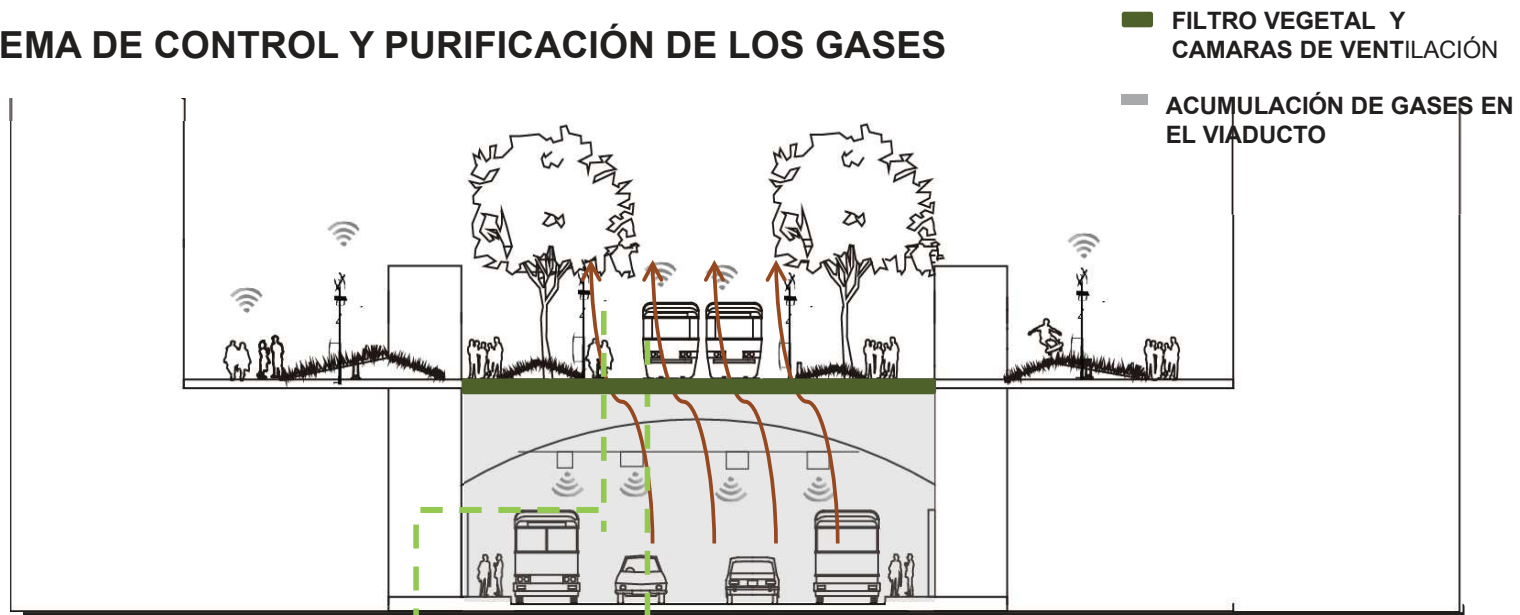 EMA DE CONTROL Y PURIFICACIÓN DE LOS GASES
FILTRO VEGETAL Y
CAMARAS DE VENTILACIÓN
ACUMULACIÓN DE GASES EN
EL VIADUCTO